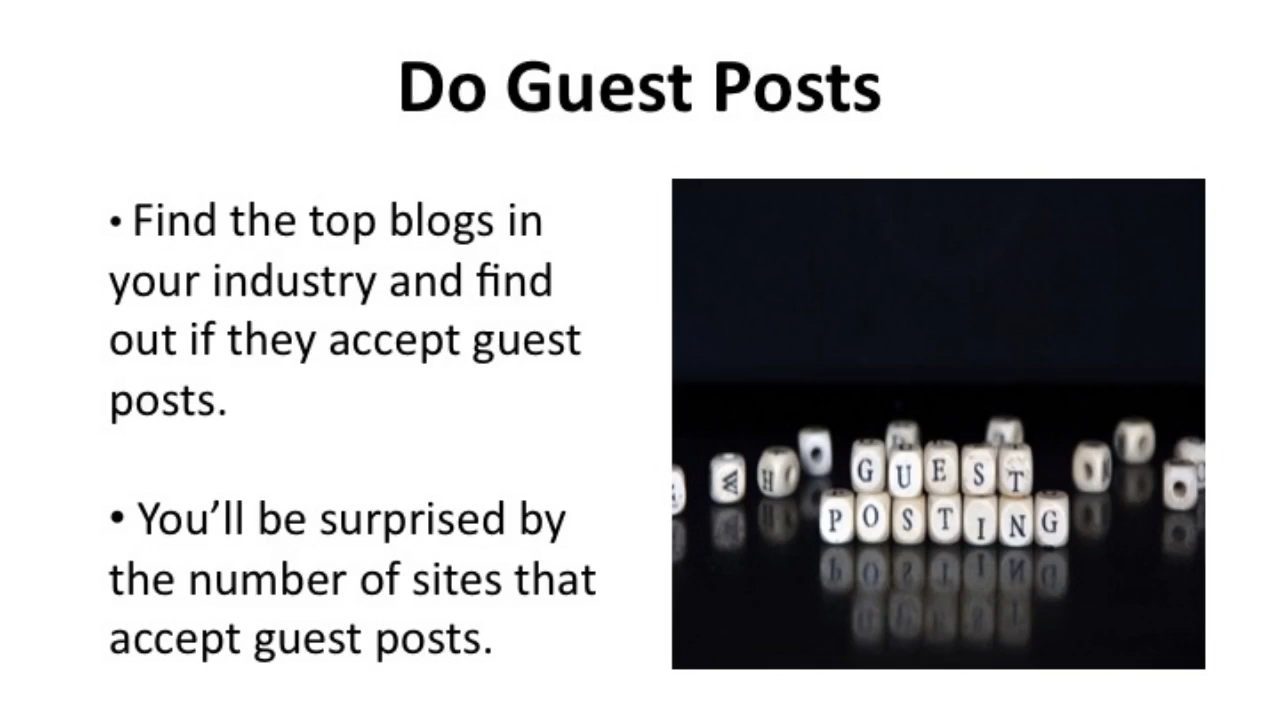 Do Guest Posts
• Find the top blogs in
your industry and find
out if they accept guest
posts.
• You’ll be surprised by
the number of sites that
accept guest posts.
GUEST
POSTING